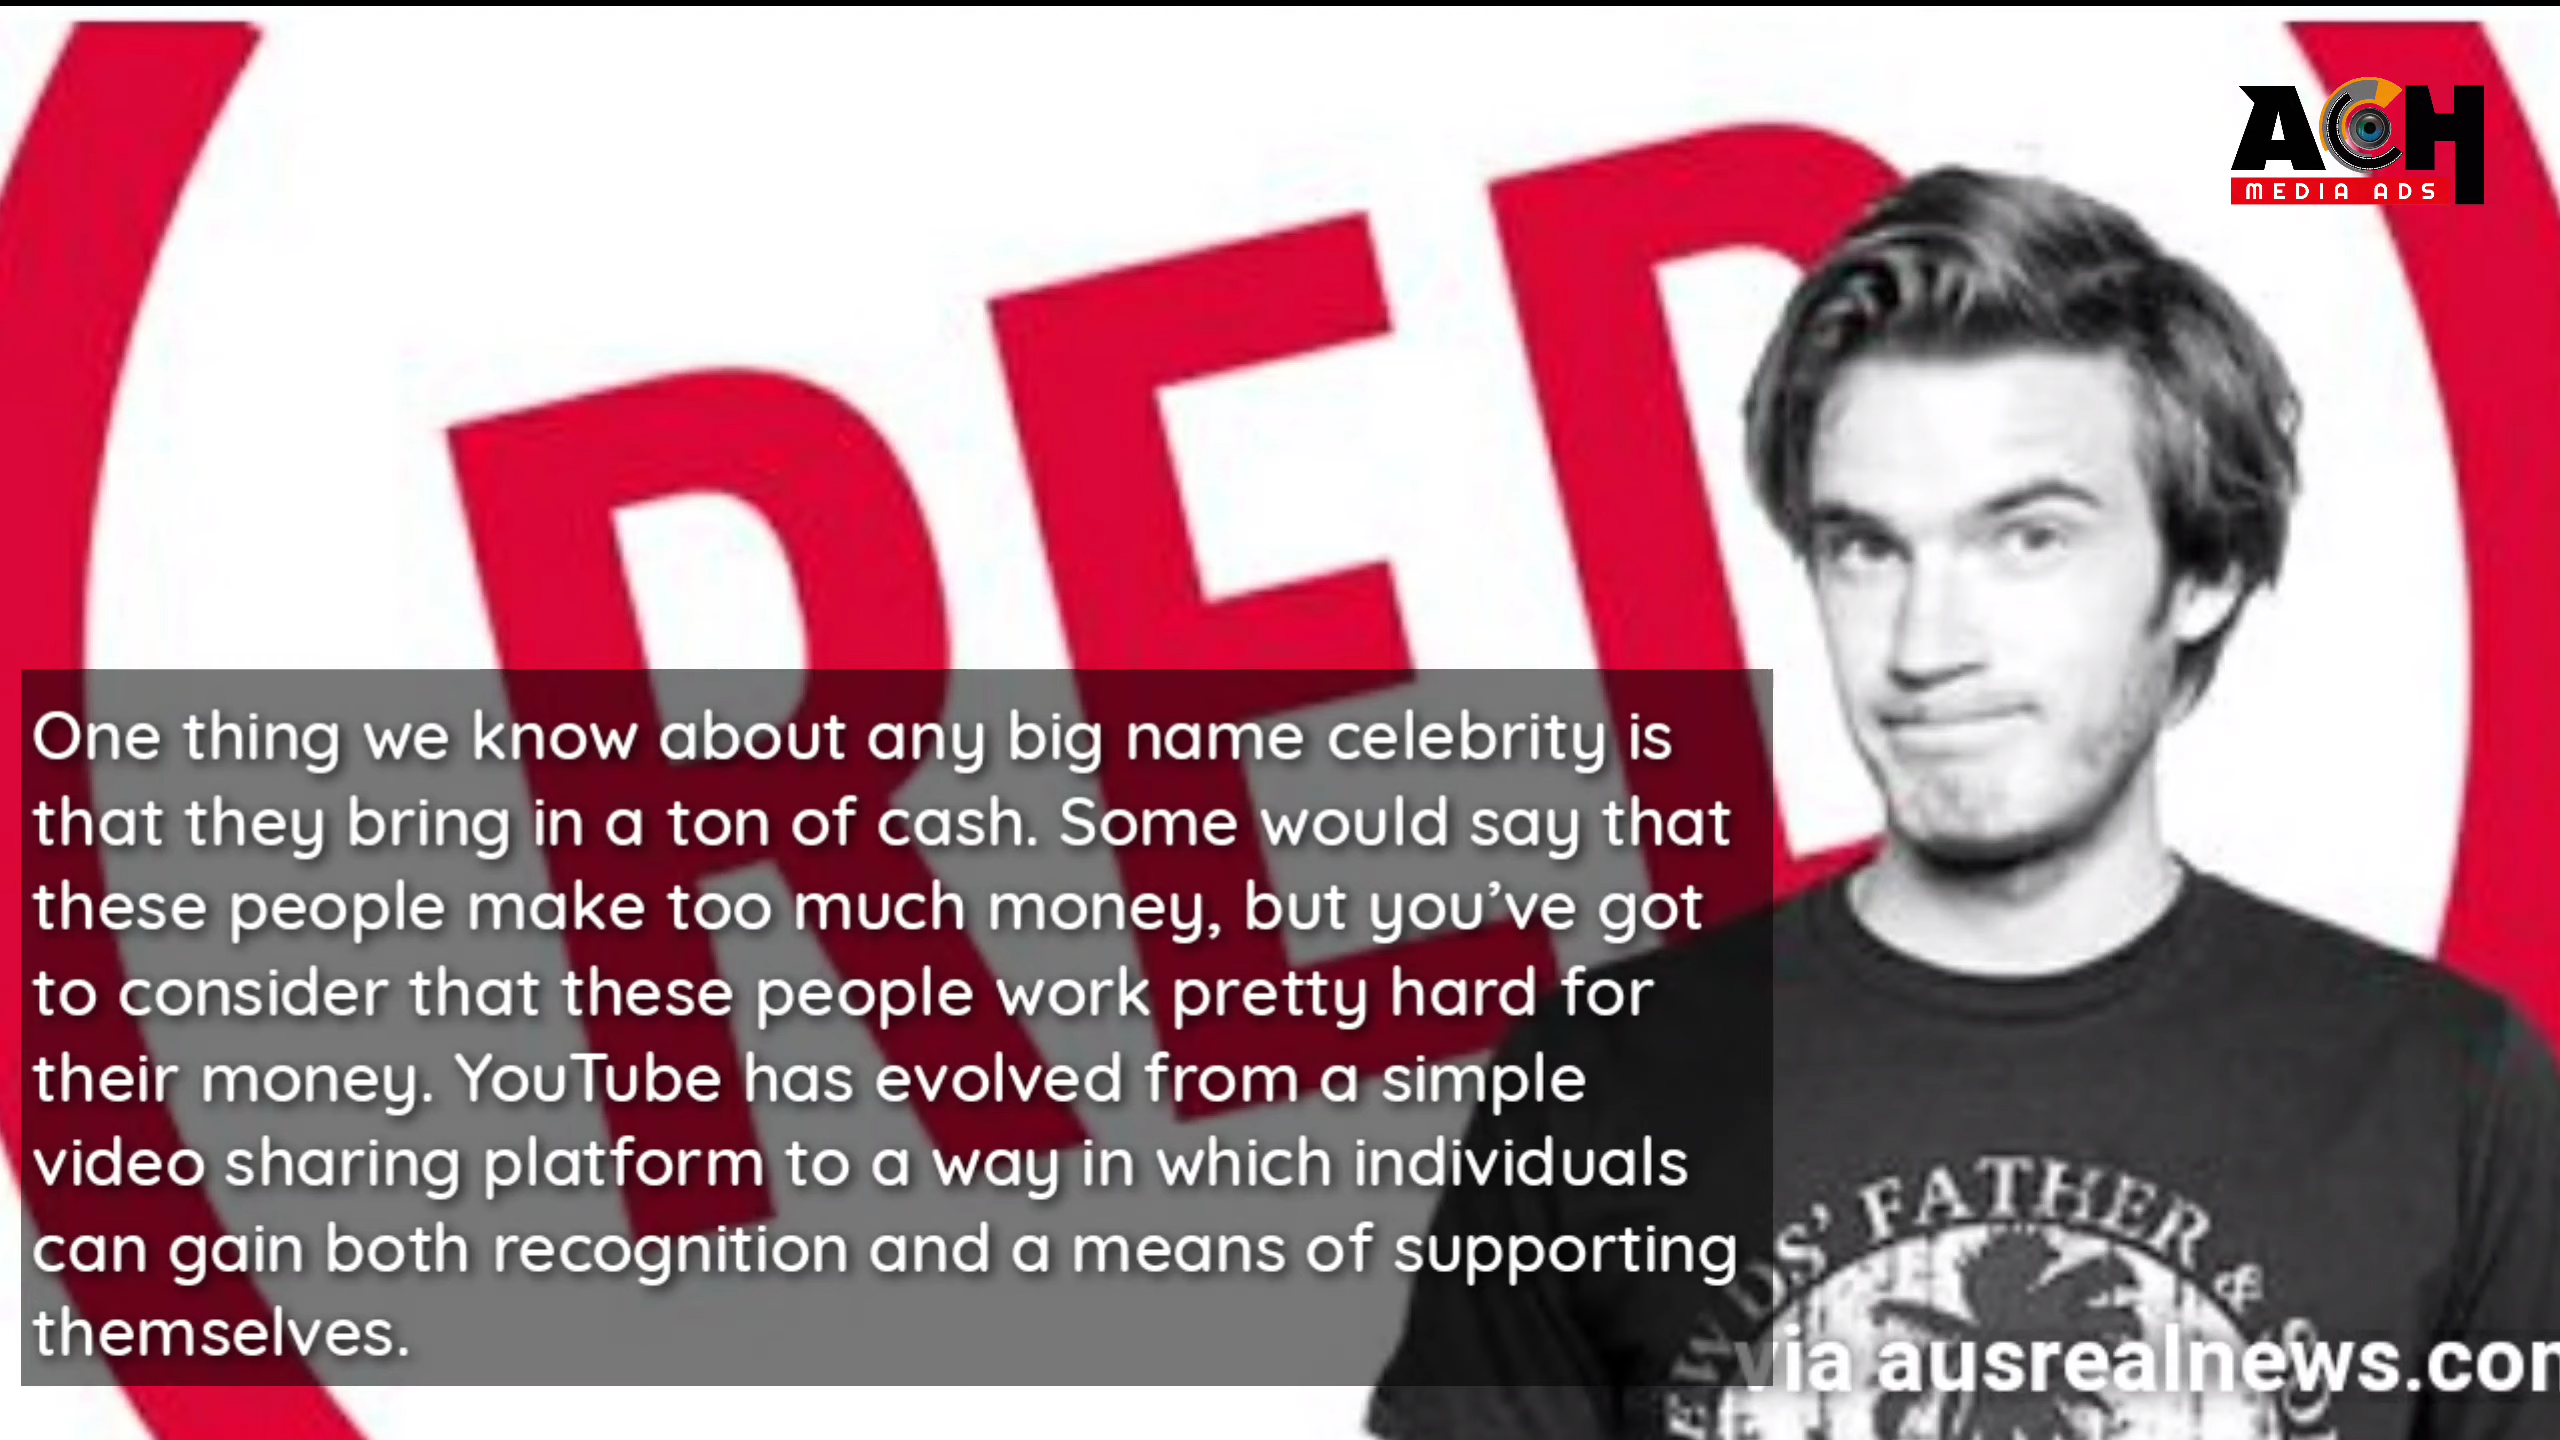 ACH
MEDIA ADS
RED
One thing we know about any big name celebrity is
that they bring in a ton of cash. Some would say that
these people make too much money, but you’ve got
to consider that these people work pretty hard for
their money. YouTube has evolved from a simple
video sharing platform to a way in which individuals
can gain both recognition and a means of supporting
themselves.
FATHER &
via ausrealnews.com